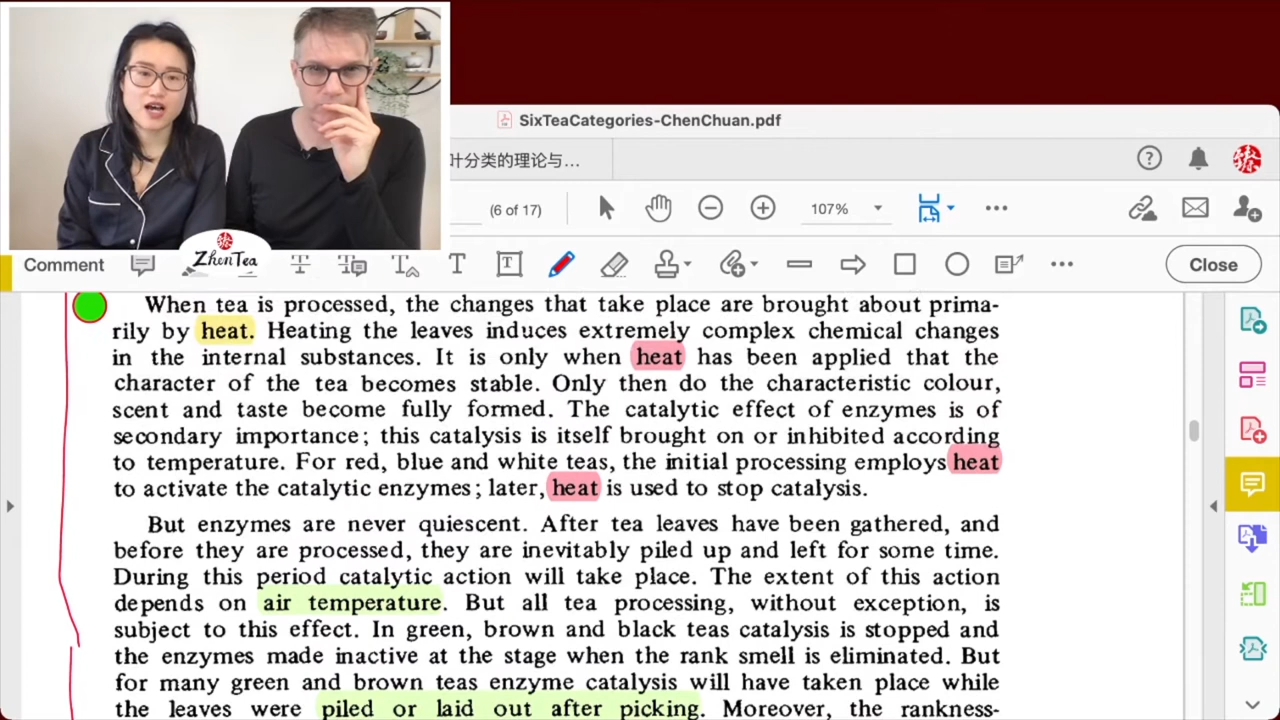 SixTeaCategories-ChenChuan.pdf
叶分类的理论与...
(6 of 17)
107%
ZhenTea
Comment
Close
When tea is processed, the changes that take place are brought about prima-
rily by heat. Heating the leaves induces extremely complex chemical changes
in the internal substances. It is only when heat has been applied that the
character of the tea becomes stable. Only then do the characteristic colour,
scent and taste become fully formed. The catalytic effect of enzymes is of
secondary importance; this catalysis is itself brought on or inhibited according
to temperature. For red, blue and white teas, the initial processing employs heat
to activate the catalytic enzymes; later, heat is used to stop catalysis.
But enzymes are never quiescent. After tea leaves have been gathered, and
before they are processed, they are inevitably piled up and left for some time.
During this period catalytic action will take place. The extent of this action
depends on air temperature. But all tea processing, without exception, is
subject to this effect. In green, brown and black teas catalysis is stopped and
the enzymes made inactive at the stage when the rank smell is eliminated. But
for many green and brown teas enzyme catalysis will have taken place while
the leaves were piled or laid out after picking. Moreover, the rankness-